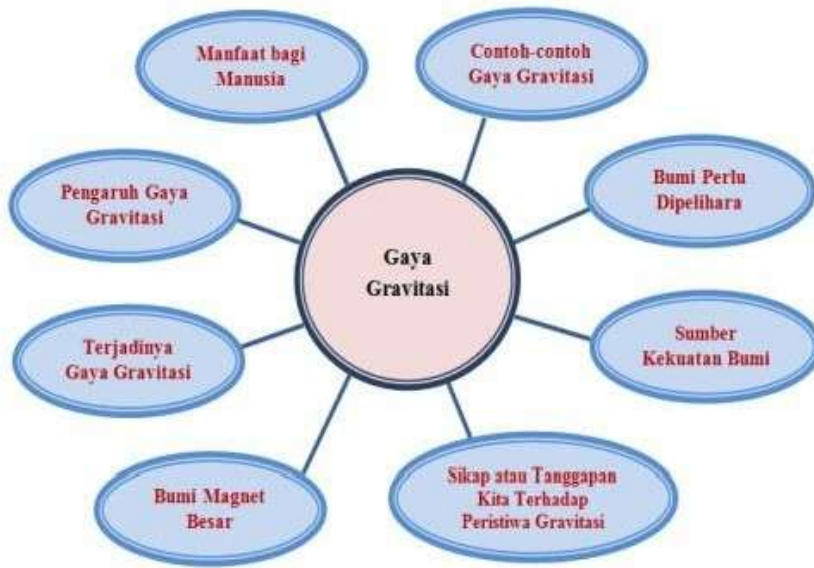 Manfaat bagi
Manusia
Contoh-contoh
Gaya Gravitasi
Pengaruh Gaya
Gravitasi
Bumi Perlu
Dipelihara
Gaya
Gravitasi
Terjadinya
Gaya Gravitasi
Sumber
Kekuatan Bumi
Bumi Magnet
Besar
Sikap atau Tanggapan
Kita Terhadap
Peristiwa Gravitasi